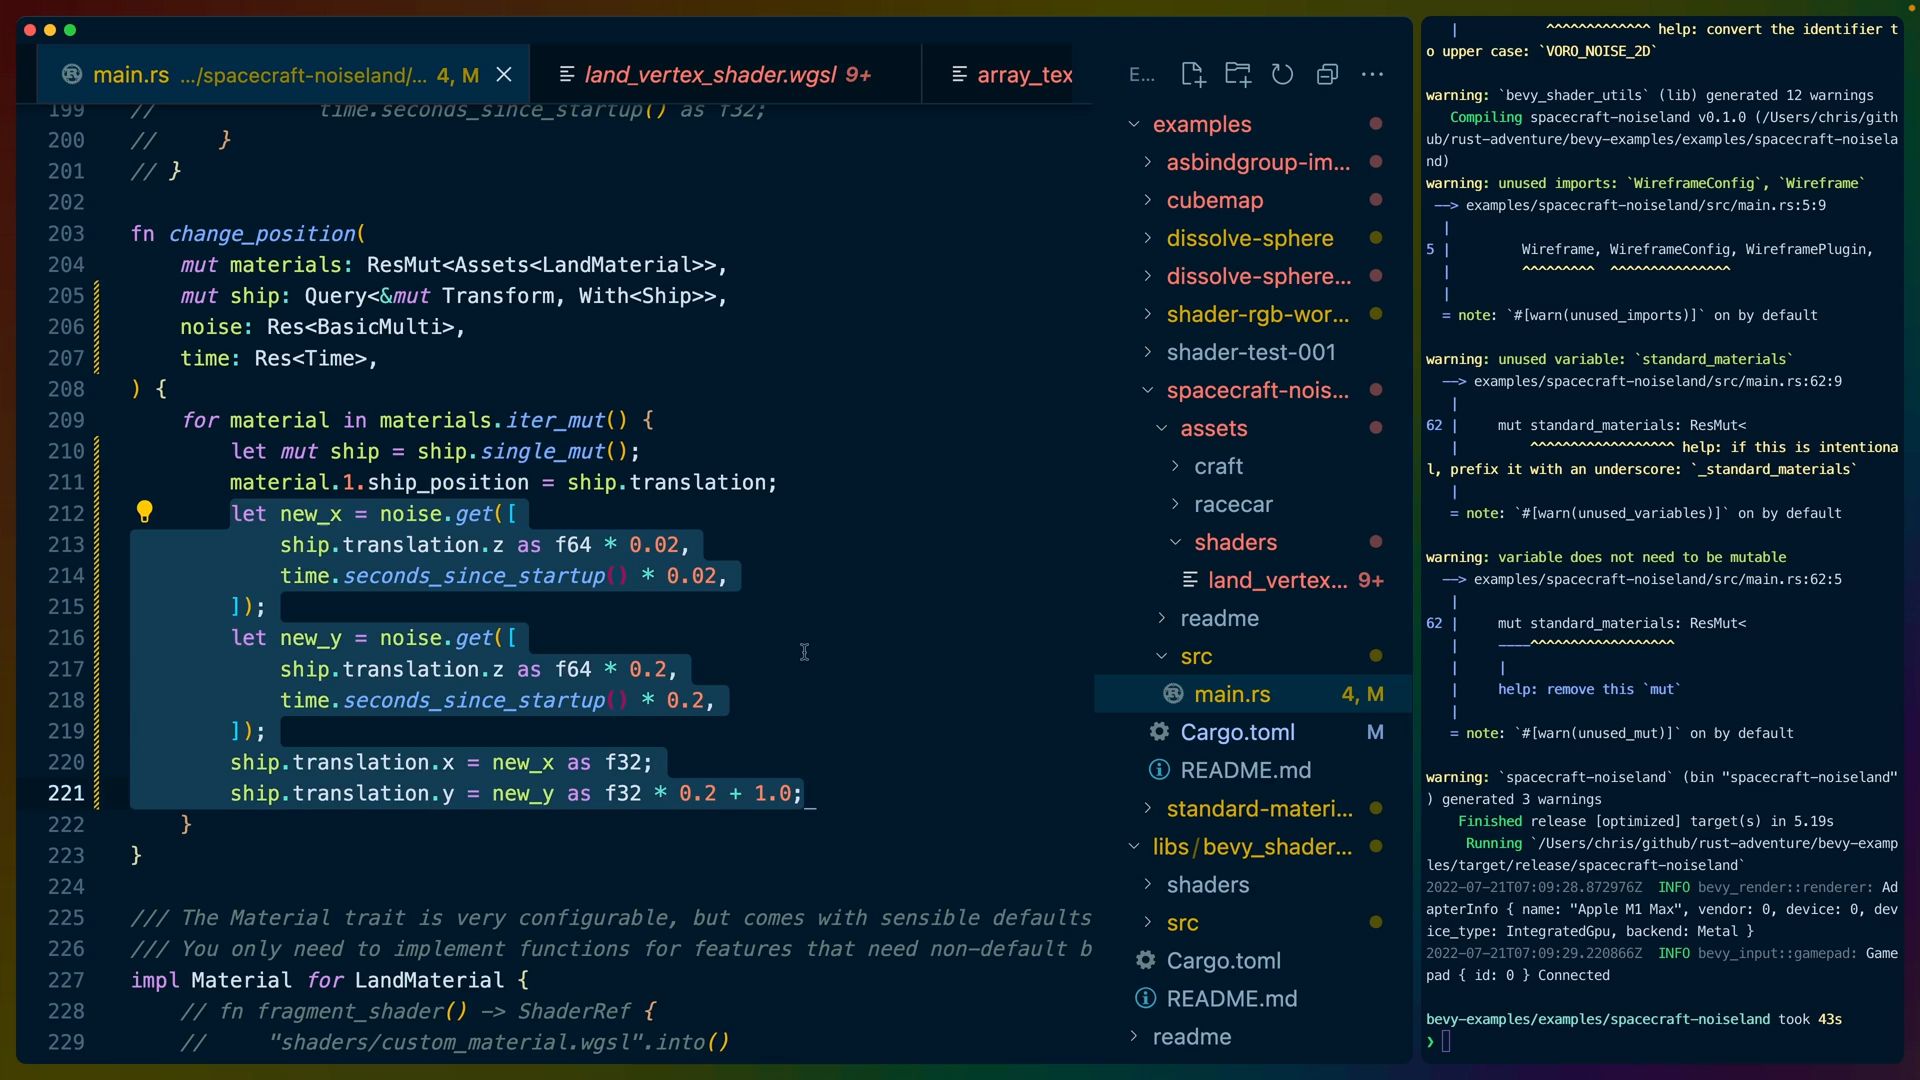 main.rs .../spacecraft-noiseland/... 4, M
land_vertex_shader.wgsl 9+
array_tex
199 // time.seconds_since_startup() as f32;
200 // }
201 // }
202
203 fn change_position(
204 mut materials: ResMut<Assets<LandMaterial>>,
205 mut ship: Query<&mut Transform, With<Ship>>,
206 noise: Res<BasicMulti>,
207 time: Res<Time>,
208 ) {
209 for material in materials.iter_mut() {
210 let mut ship = ship.single_mut();
211 material.1.ship_position = ship.translation;
212 let new_x = noise.get([
213 ship.translation.z as f64 * 0.02,
214 time.seconds_since_startup() * 0.02,
215 ]);
216 let new_y = noise.get([
217 ship.translation.z as f64 * 0.2,
218 time.seconds_since_startup() * 0.2,
219 ]);
220 ship.translation.x = new_x as f32;
221 ship.translation.y = new_y as f32 * 0.2 + 1.0;
222 }
223 }
224
225 /// The Material trait is very configurable, but comes with sensible defaults
226 /// You only need to implement functions for features that need non-default b
227 impl Material for LandMaterial {
228 // fn fragment_shader() -> ShaderRef {
229 // "shaders/custom_material.wgsl".into()
E...
examples
asbindgroup-im...
cubemap
dissolve-sphere
dissolve-sphere...
shader-rgb-wor...
shader-test-001
spacecraft-nois...
assets
craft
racecar
shaders
land_vertex... 9+
readme
src
main.rs 4, M
Cargo.toml M
README.md
standard-materi...
libs/bevy_shader...
shaders
src
Cargo.toml
README.md
readme
| ^^^^^^^^^^^^^ help: convert the identifier t
o upper case: `VORO_NOISE_2D`
warning: `bevy_shader_utils` (lib) generated 12 warnings
Compiling spacecraft-noiseland v0.1.0 (/Users/chris/gith
ub/rust-adventure/bevy-examples/examples/spacecraft-noisela
nd)
warning: unused imports: `WireframeConfig`, `Wireframe`
--> examples/spacecraft-noiseland/src/main.rs:5:9
|
5 | Wireframe, WireframeConfig, WireframePlugin,
| ^^^^^^^^^ ^^^^^^^^^^^^^^^
|
= note: `#[warn(unused_imports)]` on by default
warning: unused variable: `standard_materials`
--> examples/spacecraft-noiseland/src/main.rs:62:9
|
62 | mut standard_materials: ResMut<
| ^^^^^^^^^^^^^^^^^^ help: if this is intentiona
l, prefix it with an underscore: `_standard_materials`
|
= note: `#[warn(unused_variables)]` on by default
warning: variable does not need to be mutable
--> examples/spacecraft-noiseland/src/main.rs:62:5
|
62 | mut standard_materials: ResMut<
| ----^^^^^^^^^^^^^^^^^^
| |
| help: remove this `mut`
|
= note: `#[warn(unused_mut)]` on by default
warning: `spacecraft-noiseland` (bin "spacecraft-noiseland"
) generated 3 warnings
Finished release [optimized] target(s) in 5.19s
Running `/Users/chris/github/rust-adventure/bevy-examp
les/target/release/spacecraft-noiseland`
2022-07-21T07:09:28.872976Z INFO bevy_render::renderer: Ad
apterInfo { name: "Apple M1 Max", vendor: 0, device: 0, dev
ice_type: IntegratedGpu, backend: Metal }
2022-07-21T07:09:29.220866Z INFO bevy_input::gamepad: Game
pad { id: 0 } Connected
bevy-examples/examples/spacecraft-noiseland took 43s
❯